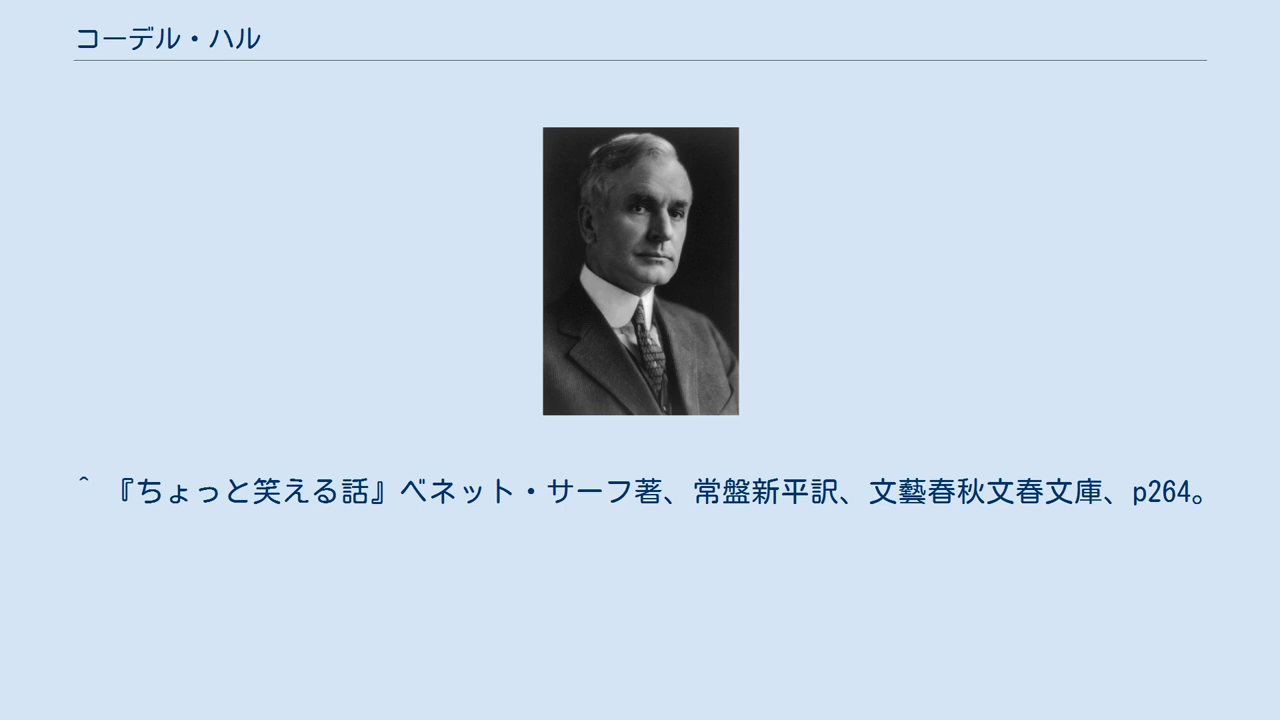 コーデル・ハル
^ 『ちょっと笑える話』ベネット・サーフ著、常盤新平訳、文藝春秋文春文庫、p264。